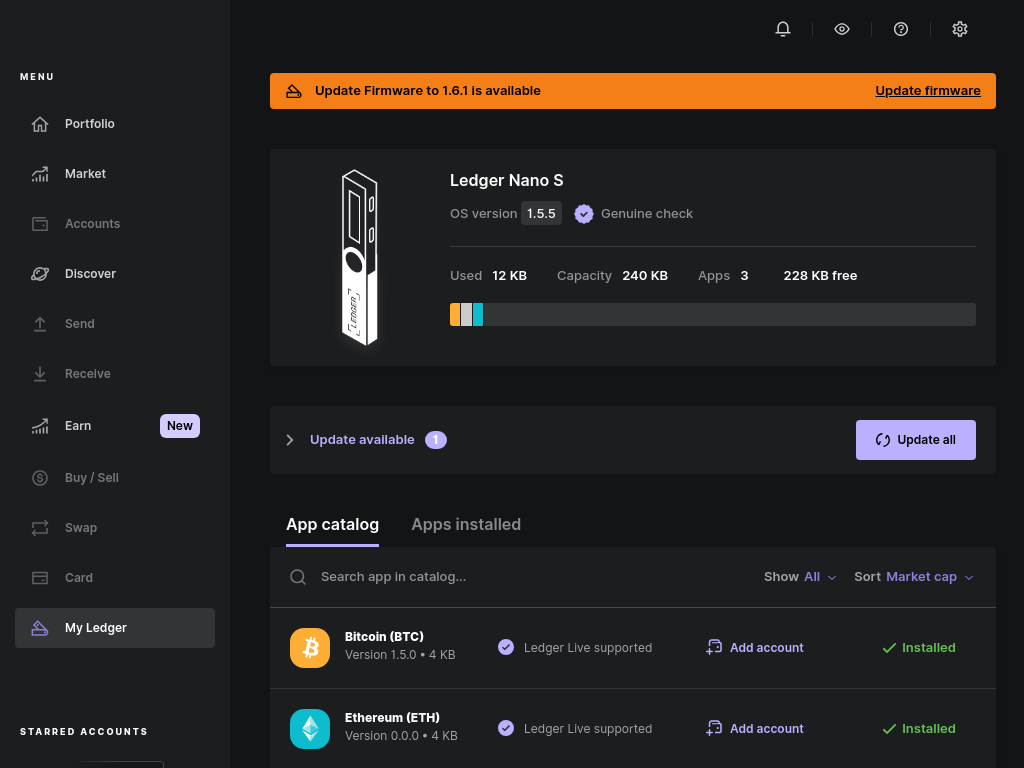 MENU
Portfolio
Market
Accounts
Discover
Send
Receive
Earn New
Buy / Sell
Swap
Card
My Ledger
STARRED ACCOUNTS
Update Firmware to 1.6.1 is available Update firmware
LEDGER
Ledger Nano S
OS version 1.5.5 Genuine check
Used 12 KB Capacity 240 KB Apps 3 228 KB free
Update available 1 Update all
App catalog Apps installed
Search app in catalog... Show All Sort Market cap
Bitcoin (BTC)
Version 1.5.0 • 4 KB Ledger Live supported Add account Installed
Ethereum (ETH)
Version 0.0.0 • 4 KB Ledger Live supported Add account Installed